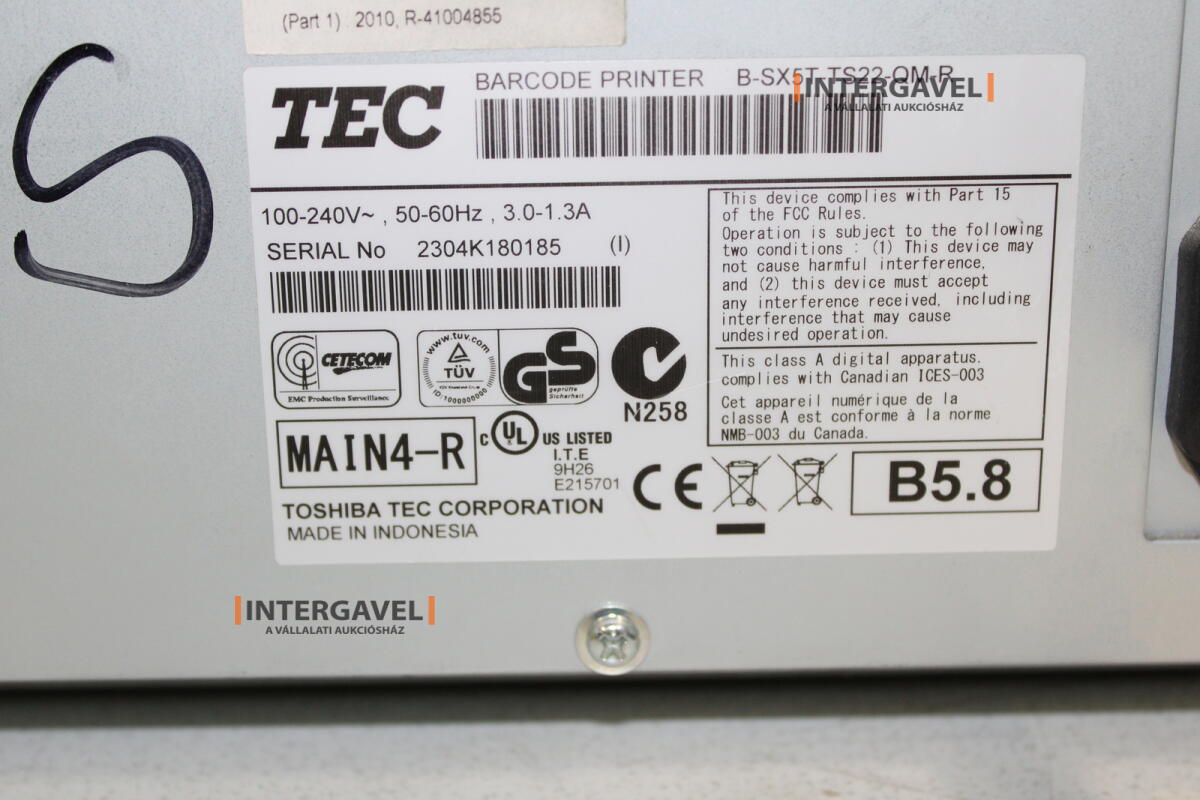 (Part 1) . 2010, R-41004855
S
TEC
BARCODE PRINTER B-SX5T-TS22-QM-R
INTERGAVEL
A VÁLLALATI AUKCIÓSHÁZ
100-240V~ , 50-60Hz , 3.0-1.3A
SERIAL No 2304K180185 (I)
This device complies with Part 15
of the FCC Rules.
Operation is subject to the following
two conditions : (1) This device may
not cause harmful interference,
and (2) this device must accept
any interference received, including
interference that may cause
undesired operation.
This class A digital apparatus.
complies with Canadian ICES-003
Cet appareil numérique de la
classe A est conforme à la norme
NMB-003 du Canada.
CETECOM
EMC Production Surveillance
www.tuv.com
TÜV
ID:1000000000
GS
geprüfte
Sicherheit
N258
MAIN4-R
c UL US LISTED
I.T.E
9H26
E215701
CE
B5.8
TOSHIBA TEC CORPORATION
MADE IN INDONESIA
INTERGAVEL
A VÁLLALATI AUKCIÓSHÁZ